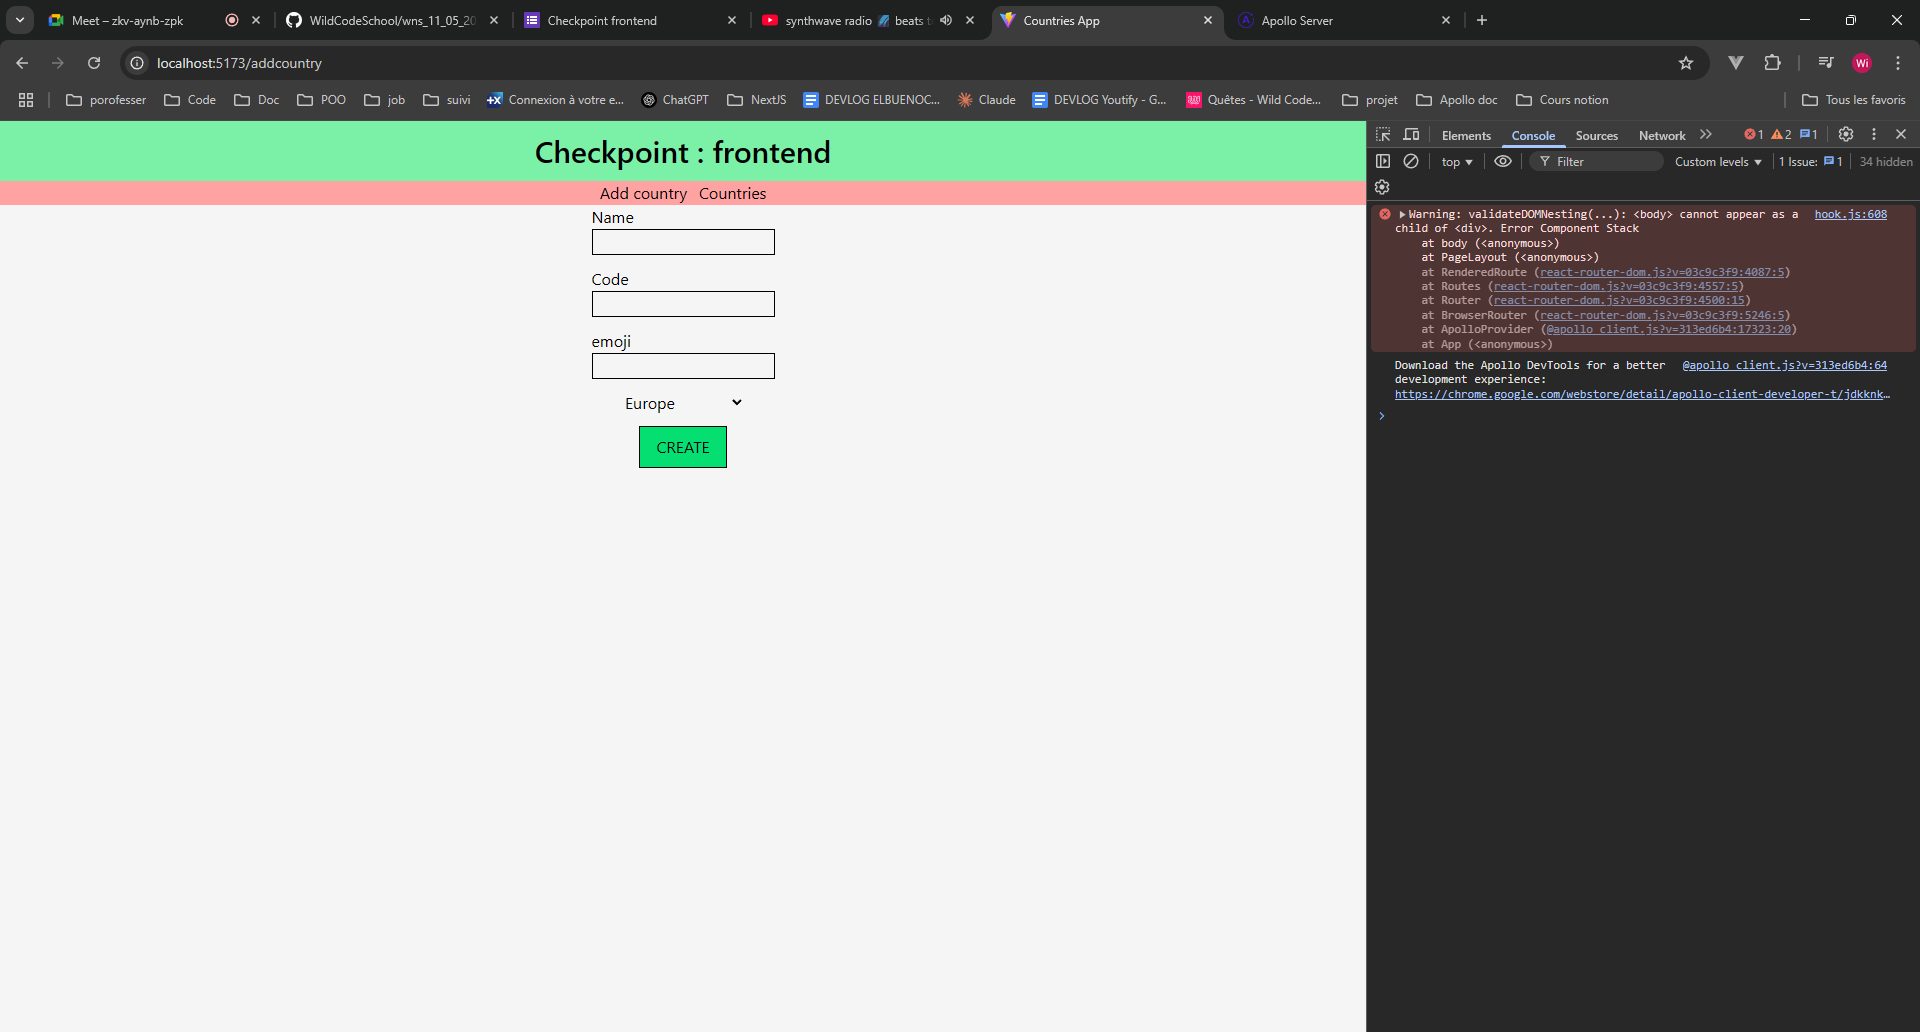 Meet – zkv-aynb-zpk
WildCodeSchool/wns_11_05_20
Checkpoint frontend
synthwave radio 🌌 beats t
Countries App
Apollo Server
localhost:5173/addcountry
Wi
porofesser
Code
Doc
POO
job
suivi
Connexion à votre e...
ChatGPT
NextJS
DEVLOG ELBUENOC...
Claude
DEVLOG Youtify - G...
Quêtes - Wild Code...
projet
Apollo doc
Cours notion
Tous les favoris
Checkpoint : frontend
Add country Countries
Name
Code
emoji
Europe
CREATE
Elements Console Sources Network 1 2 1
top Filter Custom levels 1 Issue: 1 34 hidden
Warning: validateDOMNesting(...): <body> cannot appear as a hook.js:608
child of <div>. Error Component Stack
at body (<anonymous>)
at PageLayout (<anonymous>)
at RenderedRoute (react-router-dom.js?v=03c9c3f9:4087:5)
at Routes (react-router-dom.js?v=03c9c3f9:4557:5)
at Router (react-router-dom.js?v=03c9c3f9:4500:15)
at BrowserRouter (react-router-dom.js?v=03c9c3f9:5246:5)
at ApolloProvider (@apollo client.js?v=313ed6b4:17323:20)
at App (<anonymous>)
Download the Apollo DevTools for a better @apollo client.js?v=313ed6b4:64
development experience:
https://chrome.google.com/webstore/detail/apollo-client-developer-t/jdkknk…